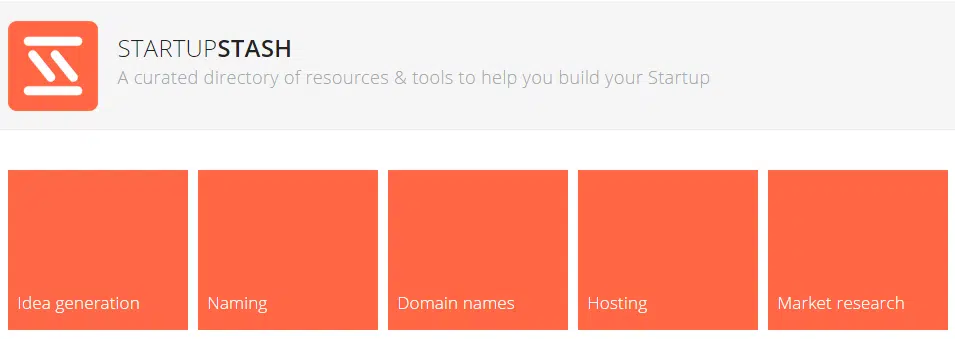 STARTUPSTASH
A curated directory of resources & tools to help you build your Startup
Idea generation
Naming
Domain names
Hosting
Market research